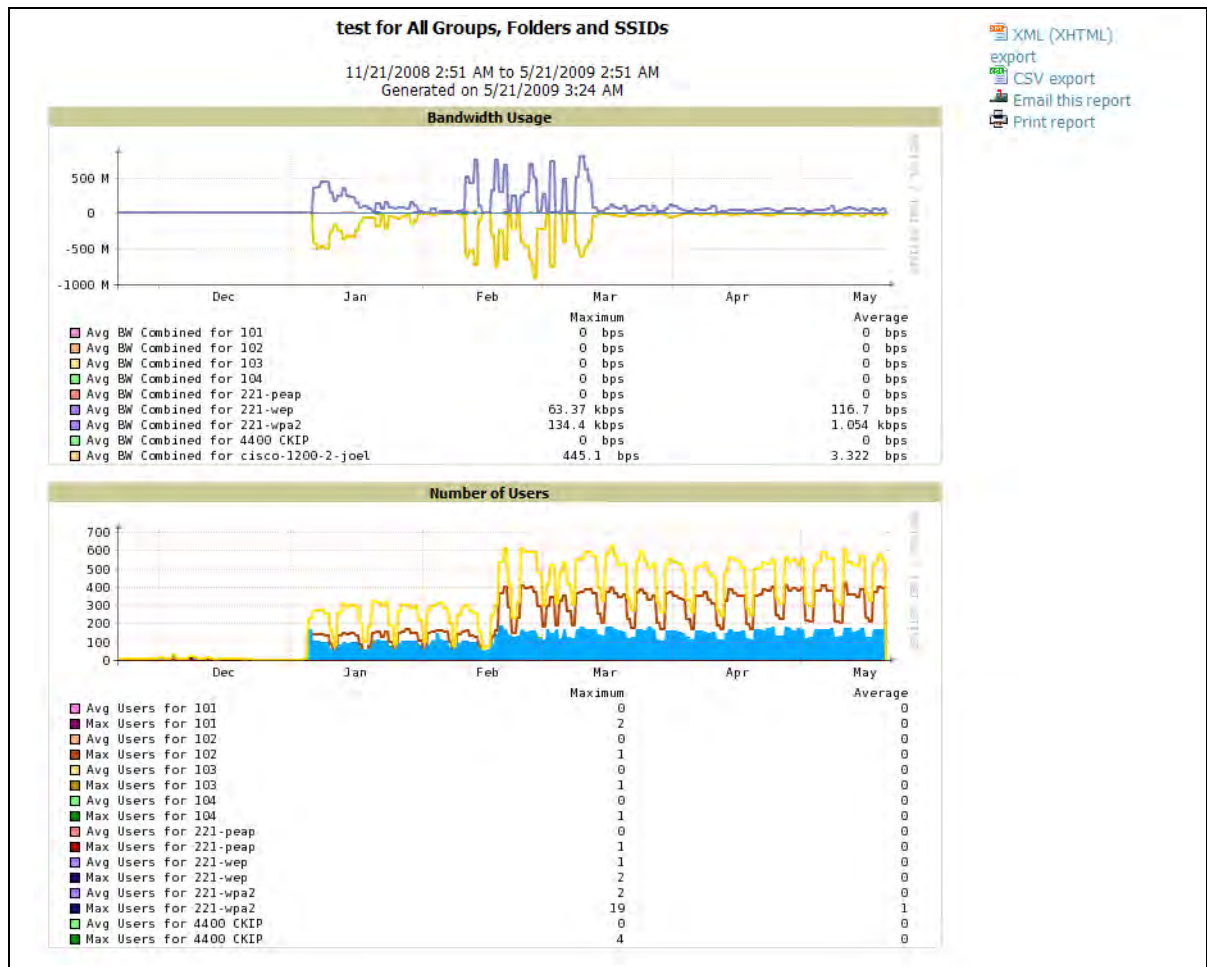 test for All Groups, Folders and SSIDs
11/21/2008 2:51 AM to 5/21/2009 2:51 AM
Generated on 5/21/2009 3:24 AM
XML (XHTML)
export
CSV export
Email this report
Print report
Bandwidth Usage
500 M
0
-500 M
-1000 M
Dec Jan Feb Mar Apr May
Maximum Average
Avg BW Combined for 101 0 bps 0 bps
Avg BW Combined for 102 0 bps 0 bps
Avg BW Combined for 103 0 bps 0 bps
Avg BW Combined for 104 0 bps 0 bps
Avg BW Combined for 221-peap 0 bps 0 bps
Avg BW Combined for 221-wep 63.37 kbps 116.7 bps
Avg BW Combined for 221-wpa2 134.4 kbps 1.054 kbps
Avg BW Combined for 4400 CKIP 0 bps 0 bps
Avg BW Combined for cisco-1200-2-joel 445.1 bps 3.322 bps
Number of Users
700
600
500
400
300
200
100
0
Dec Jan Feb Mar Apr May
Maximum Average
Avg Users for 101 0 0
Max Users for 101 2 0
Avg Users for 102 0 0
Max Users for 102 1 0
Avg Users for 103 0 0
Max Users for 103 1 0
Avg Users for 104 0 0
Max Users for 104 1 0
Avg Users for 221-peap 0 0
Max Users for 221-peap 1 0
Avg Users for 221-wep 1 0
Max Users for 221-wep 2 0
Avg Users for 221-wpa2 2 0
Max Users for 221-wpa2 19 1
Avg Users for 4400 CKIP 0 0
Max Users for 4400 CKIP 4 0